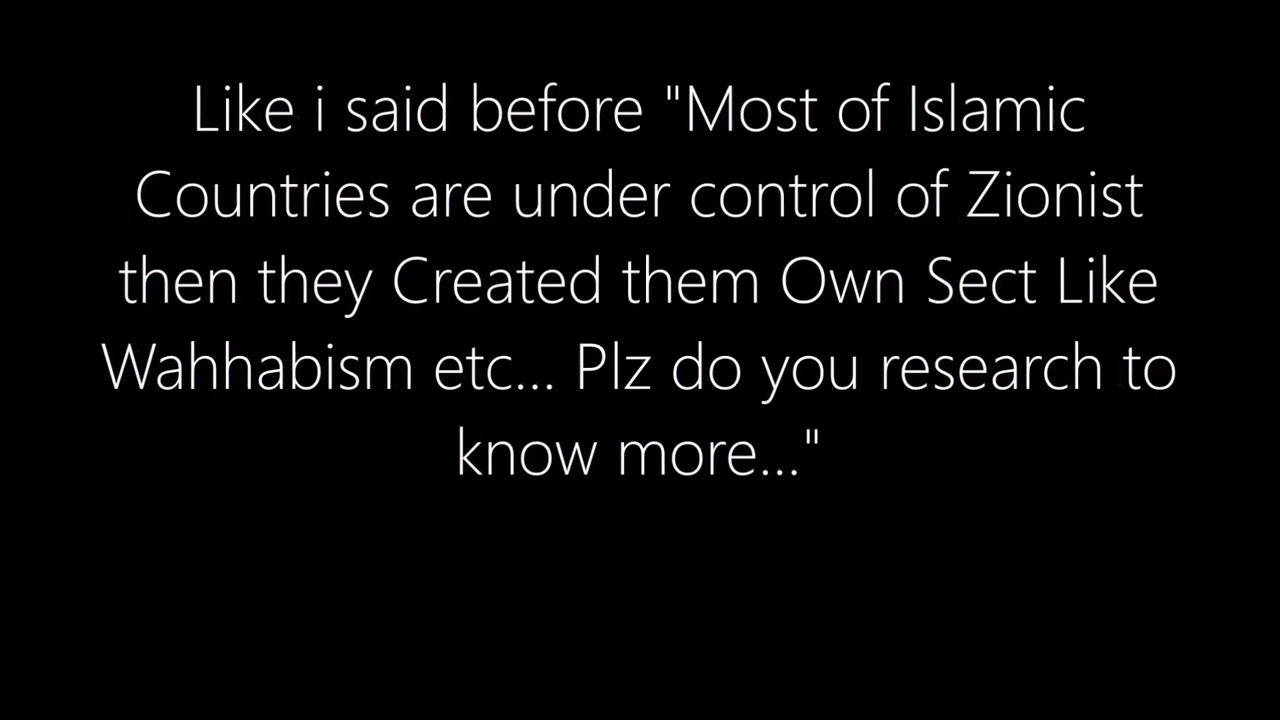 Like i said before "Most of Islamic
Countries are under control of Zionist
then they Created them Own Sect Like
Wahhabism etc... Plz do you research to
know more..."